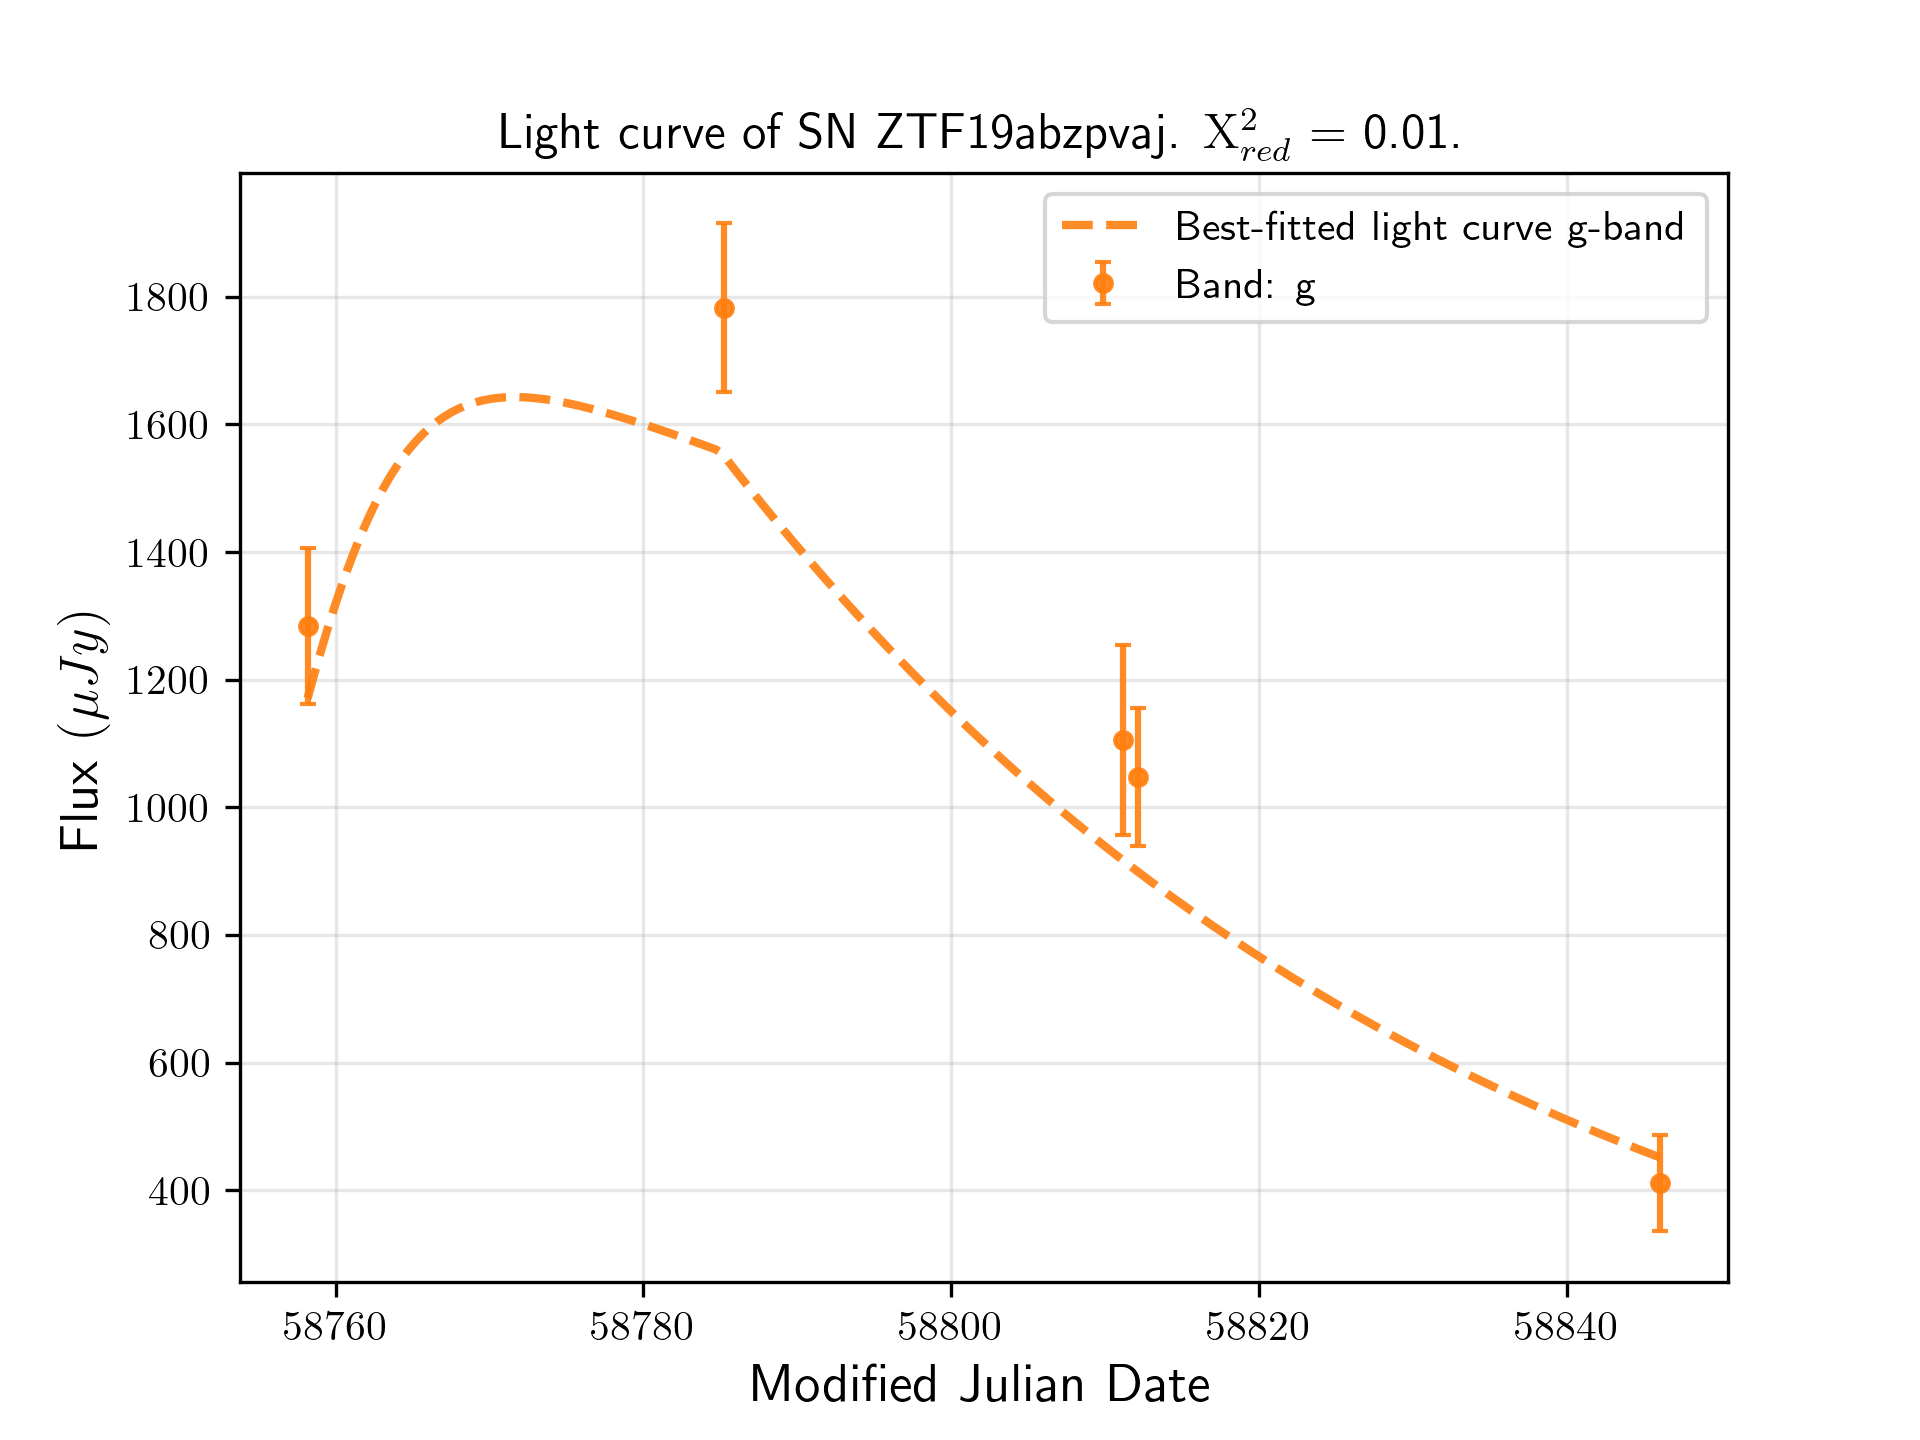 Light curve of SN ZTF19abzpvaj. X²red = 0.01.
Best-fitted light curve g-band
Band: g
Flux (μJy)
1800
1600
1400
1200
1000
800
600
400
58760 58780 58800 58820 58840
Modified Julian Date